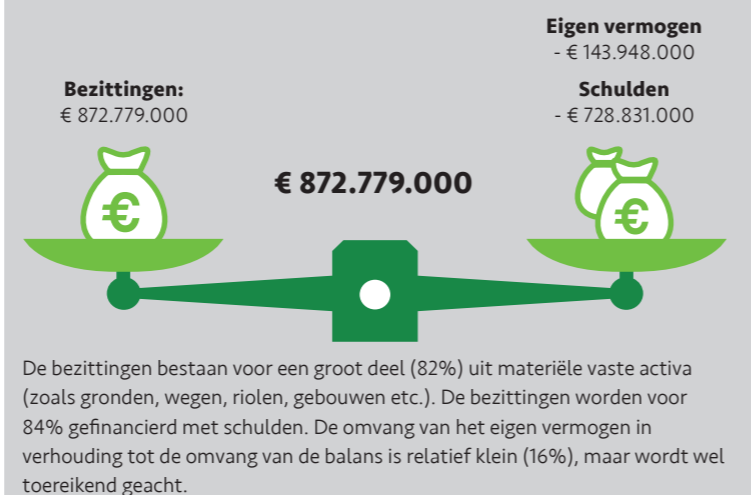 Eigen vermogen
- € 143.948.000
Bezittingen:
€ 872.779.000
Schulden
- € 728.831.000
€ 872.779.000
€
€
De bezittingen bestaan voor een groot deel (82%) uit materiële vaste activa
(zoals gronden, wegen, riolen, gebouwen etc.). De bezittingen worden voor
84% gefinancierd met schulden. De omvang van het eigen vermogen in
verhouding tot de omvang van de balans is relatief klein (16%), maar wordt wel
toereikend geacht.